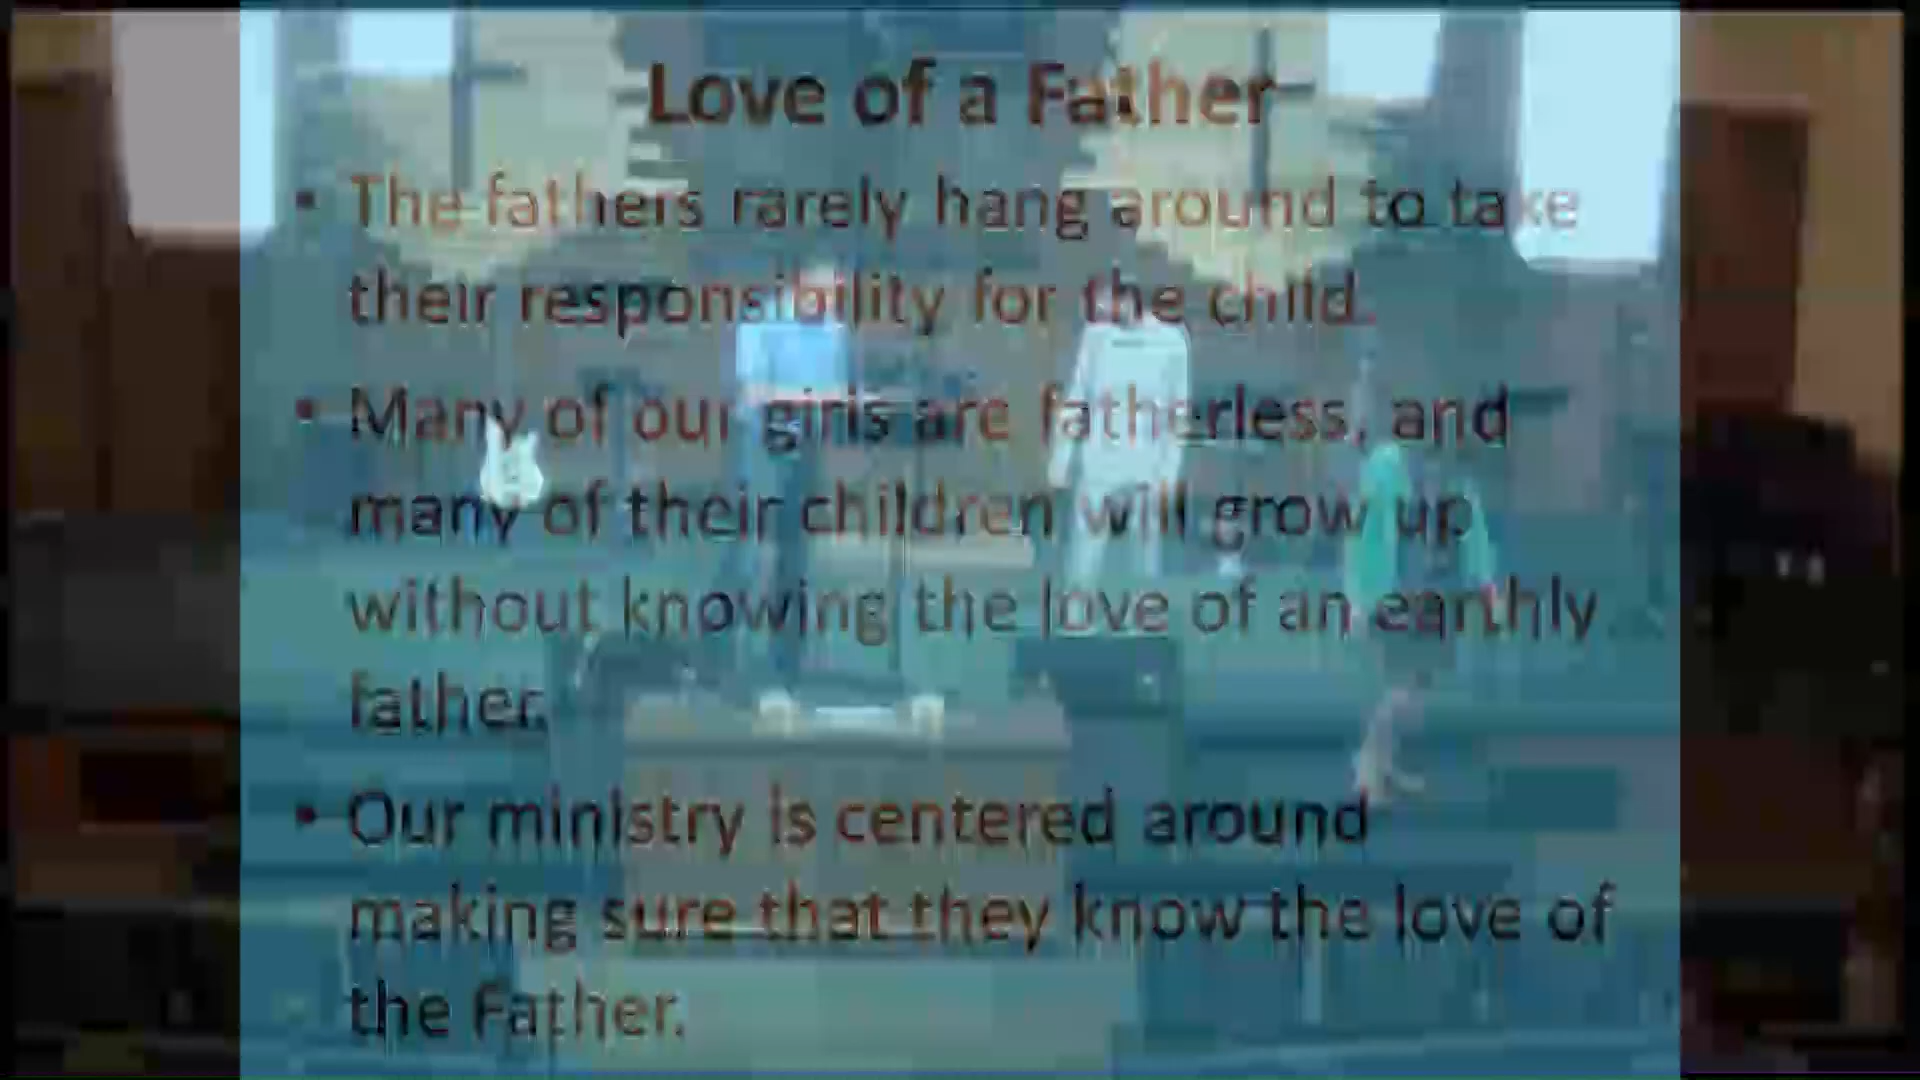 Love of a Father
• The fathers rarely hang around to take
their responsibility for the child.
• Many of our girls are fatherless, and
many of their children will grow up
without knowing the love of an earthly
father.
• Our ministry is centered around
making sure that they know the love of
the Father.